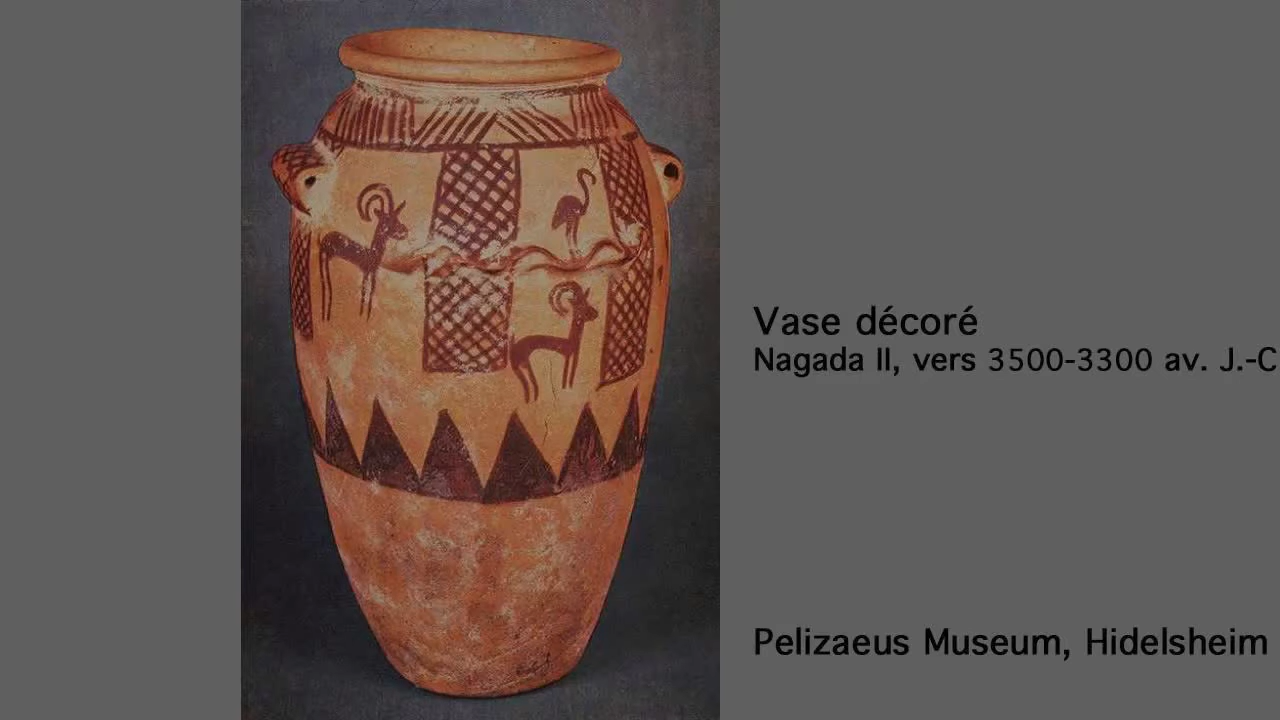 Vase décoré
Nagada II, vers 3500-3300 av. J.-C
Pelizaeus Museum, Hidelsheim